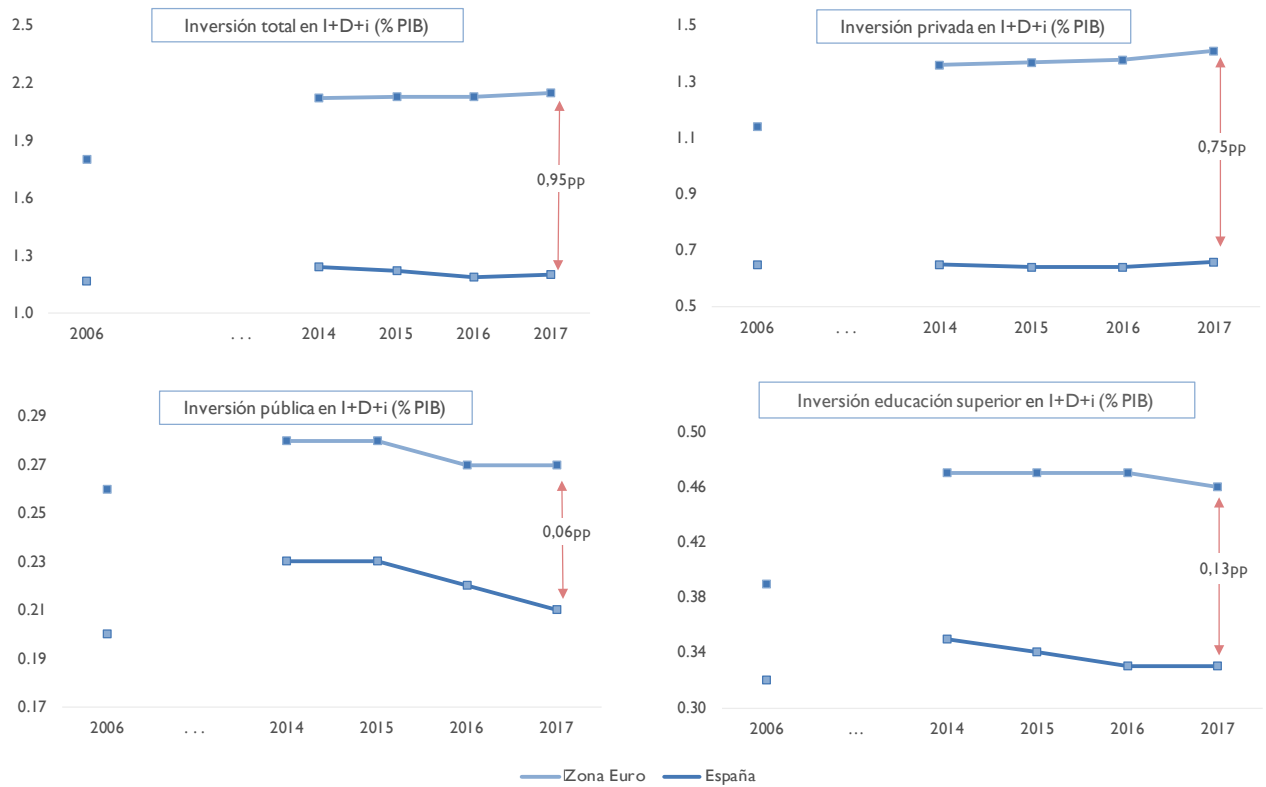 Inversión total en I+D+i (% PIB)
2.5
2.2
1.9
1.6
1.3
1.0
0,95pp
2006 ... 2014 2015 2016 2017
Inversión privada en I+D+i (% PIB)
1.5
1.3
1.1
0.9
0.7
0.5
0,75pp
2006 ... 2014 2015 2016 2017
Inversión pública en I+D+i (% PIB)
0.29
0.27
0.25
0.23
0.21
0.19
0.17
0,06pp
2006 ... 2014 2015 2016 2017
Inversión educación superior en I+D+i (% PIB)
0.50
0.46
0.42
0.38
0.34
0.30
0,13pp
2006 ... 2014 2015 2016 2017
Zona Euro España